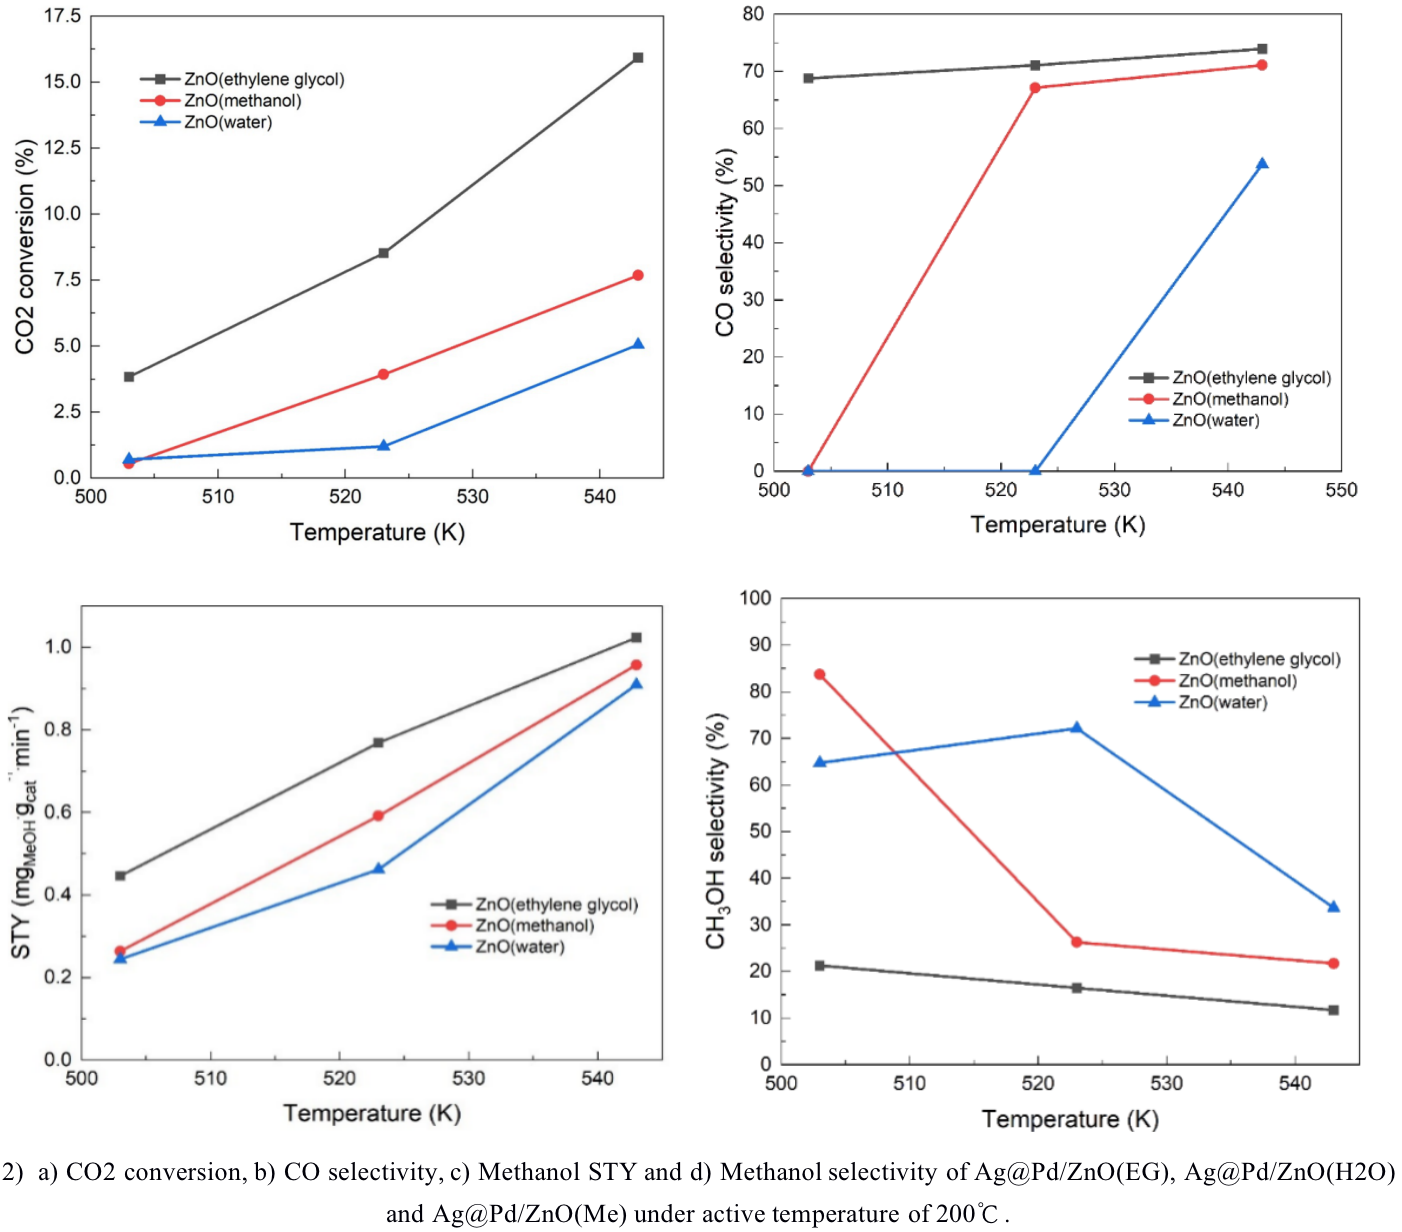 17.5
15.0
12.5
10.0
7.5
5.0
2.5
0.0
CO2 conversion (%)
ZnO(ethylene glycol)
ZnO(methanol)
ZnO(water)
500 510 520 530 540
Temperature (K)
80
70
60
50
40
30
20
10
0
CO selectivity (%)
ZnO(ethylene glycol)
ZnO(methanol)
ZnO(water)
500 510 520 530 540 550
Temperature (K)
1.0
0.8
0.6
0.4
0.2
0.0
STY (mgMeOH·gcat⁻¹·min⁻¹)
ZnO(ethylene glycol)
ZnO(methanol)
ZnO(water)
500 510 520 530 540
Temperature (K)
100
90
80
70
60
50
40
30
20
10
0
CH₃OH selectivity (%)
ZnO(ethylene glycol)
ZnO(methanol)
ZnO(water)
500 510 520 530 540
Temperature (K)
2) a) CO2 conversion, b) CO selectivity, c) Methanol STY and d) Methanol selectivity of Ag@Pd/ZnO(EG), Ag@Pd/ZnO(H2O)
and Ag@Pd/ZnO(Me) under active temperature of 200℃ .